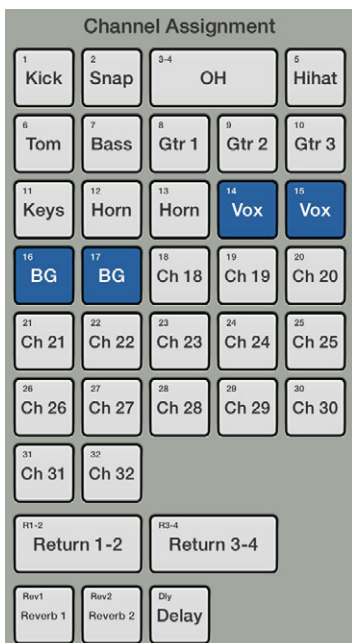 Channel Assignment
1 2 3-4 5
Kick Snap OH Hihat
6 7 8 9 10
Tom Bass Gtr 1 Gtr 2 Gtr 3
11 12 13 14 15
Keys Horn Horn Vox Vox
16 17 18 19 20
BG BG Ch 18 Ch 19 Ch 20
21 22 23 24 25
Ch 21 Ch 22 Ch 23 Ch 24 Ch 25
26 27 28 29 30
Ch 26 Ch 27 Ch 28 Ch 29 Ch 30
31 32
Ch 31 Ch 32
R1-2 R3-4
Return 1-2 Return 3-4
Rev1 Rev2 Dly
Reverb 1 Reverb 2 Delay